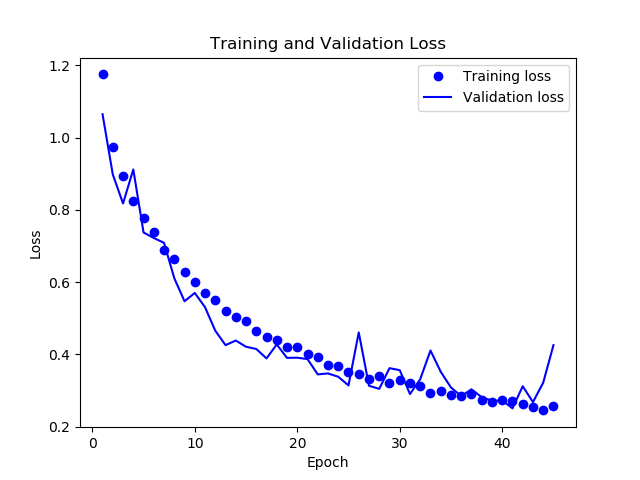 Training and Validation Loss
1.2
1.0
0.8
0.6
0.4
0.2
Loss
Training loss
Validation loss
0
10
20
30
40
Epoch